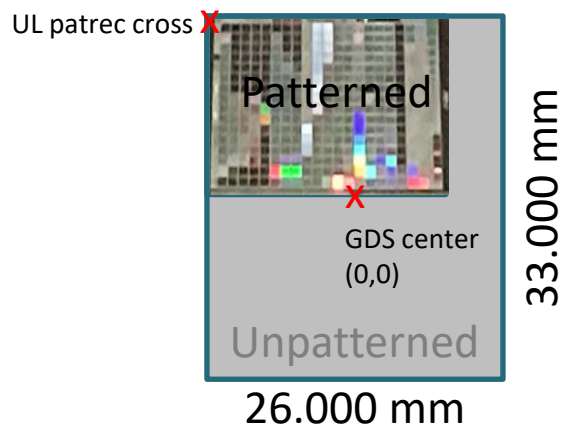 UL patrec cross X
Patterned
X
GDS center
(0,0)
33.000 mm
Unpatterned
26.000 mm